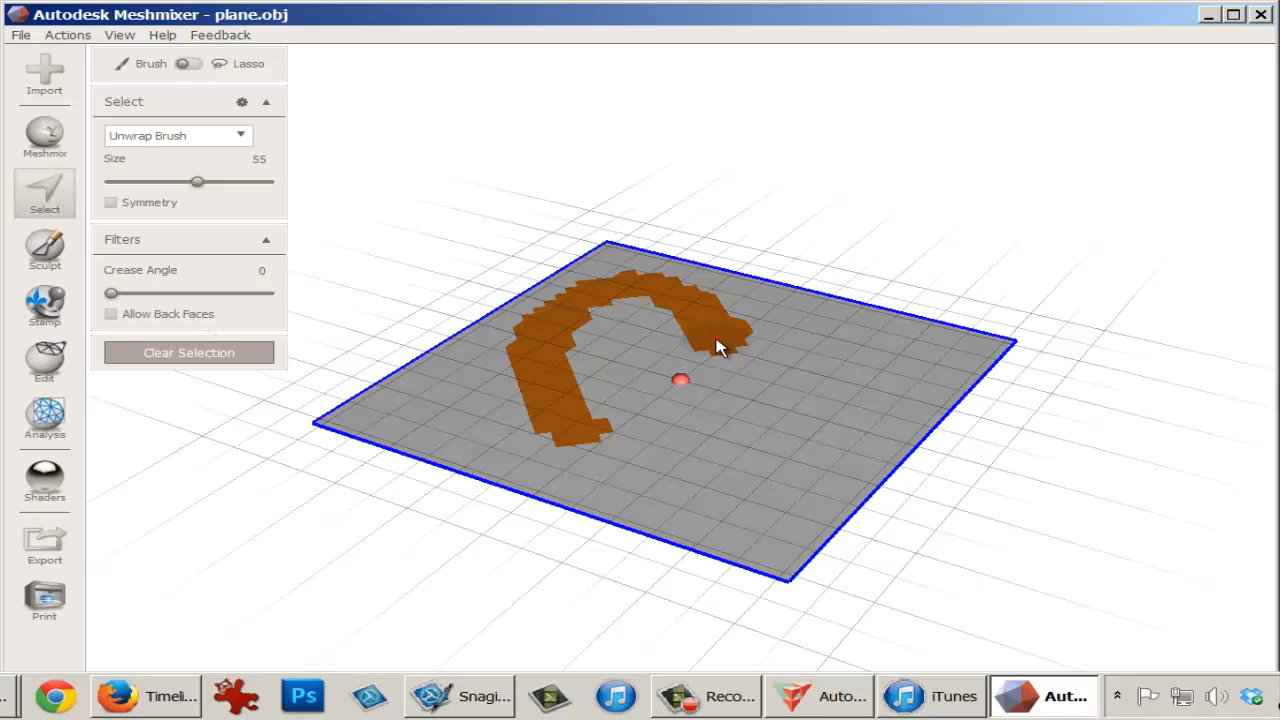 Autodesk Meshmixer - plane.obj
File Actions View Help Feedback
Import
Meshmix
Select
Sculpt
Stamp
Edit
Analysis
Shaders
Export
Print
Brush Lasso
Select
Unwrap Brush
Size 55
Symmetry
Filters
Crease Angle 0
Allow Back Faces
Clear Selection
... Timeli... Ps Snagi... Reco... Auto... iTunes Aut...